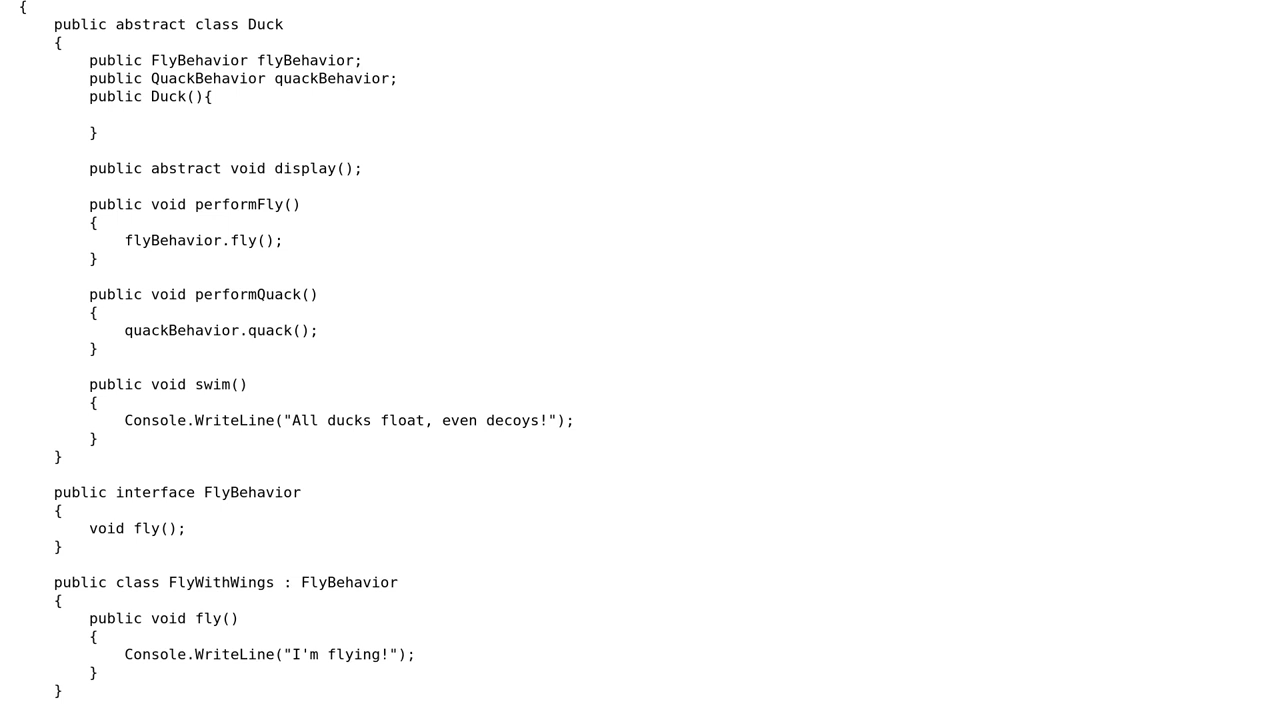 {
    public abstract class Duck
    {
        public FlyBehavior flyBehavior;
        public QuackBehavior quackBehavior;
        public Duck(){

        }

        public abstract void display();

        public void performFly()
        {
            flyBehavior.fly();
        }

        public void performQuack()
        {
            quackBehavior.quack();
        }

        public void swim()
        {
            Console.WriteLine("All ducks float, even decoys!");
        }
    }

    public interface FlyBehavior
    {
        void fly();
    }

    public class FlyWithWings : FlyBehavior
    {
        public void fly()
        {
            Console.WriteLine("I'm flying!");
        }
    }